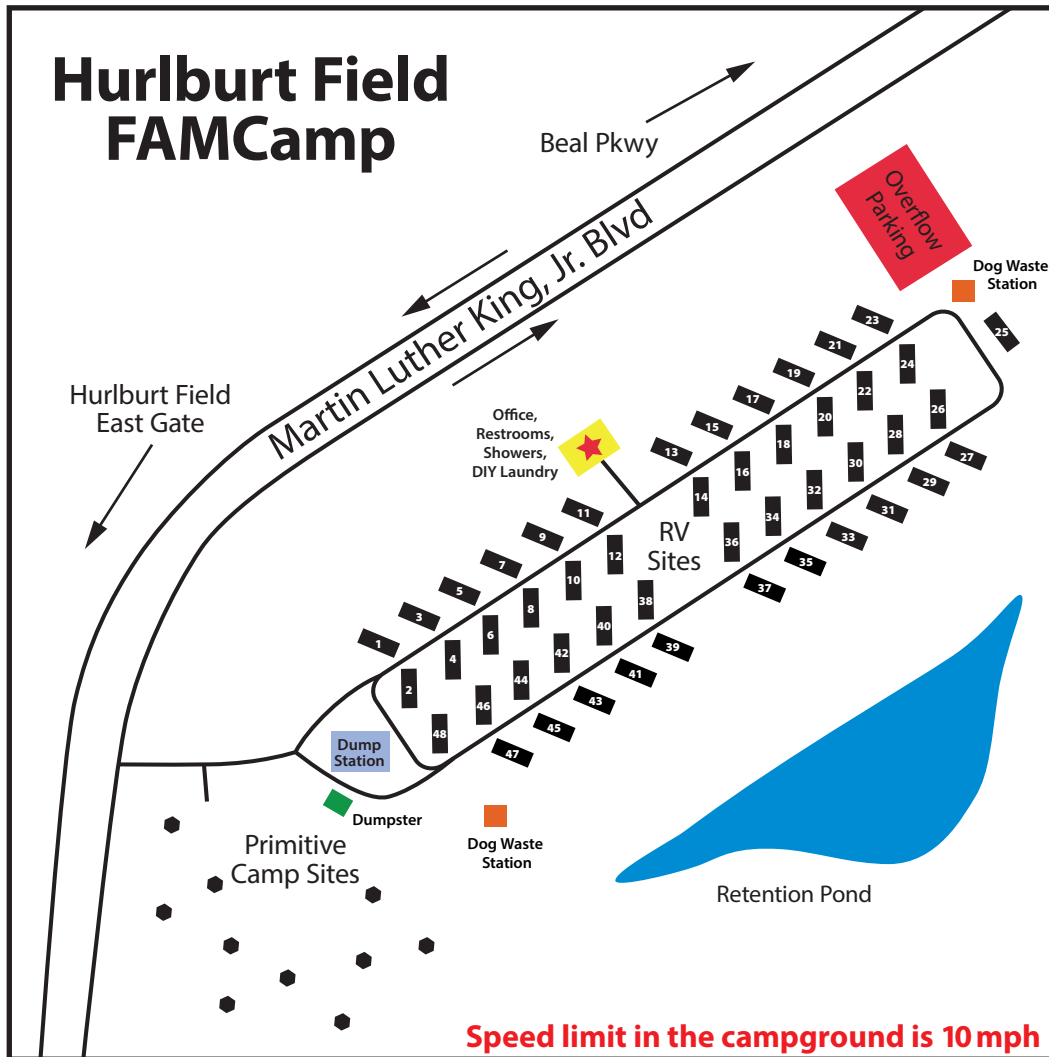 Hurlburt Field
FAMCamp
Beal Pkwy
Martin Luther King, Jr. Blvd
Hurlburt Field
East Gate
Overflow
Parking
Dog Waste
Station
Office,
Restrooms,
Showers,
DIY Laundry
RV
Sites
1
2
3
4
5
6
7
8
9
10
11
12
13
14
15
16
17
18
19
20
21
22
23
24
25
26
27
28
29
30
31
32
33
34
35
36
37
38
39
40
41
42
43
44
45
46
47
48
Dump
Station
Dumpster
Dog Waste
Station
Primitive
Camp Sites
Retention Pond
Speed limit in the campground is 10 mph